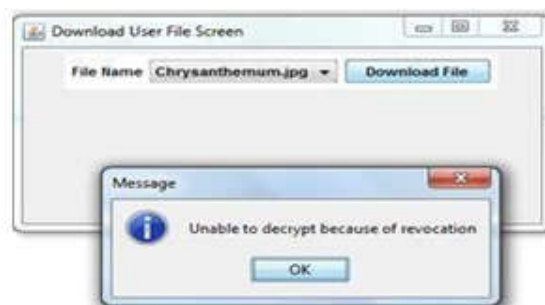 Download User File Screen
File Name Chrysanthemum.jpg Download File
Message
Unable to decrypt because of revocation
OK